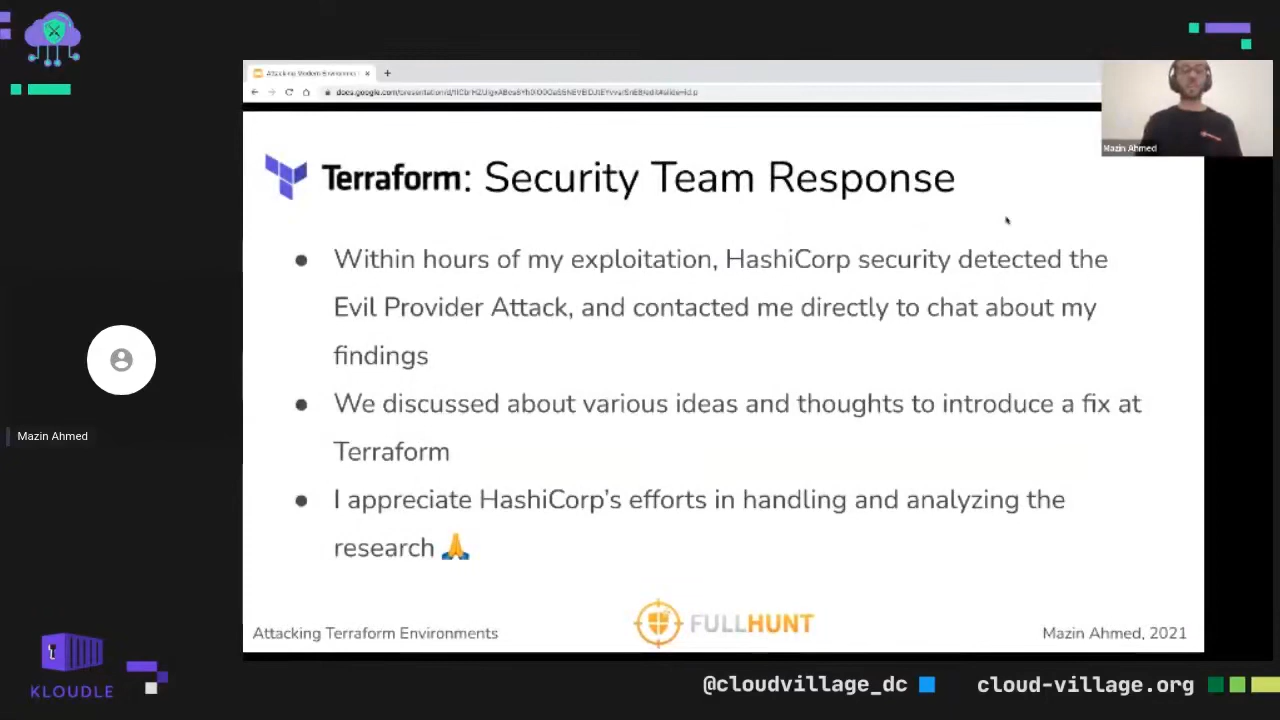 Attacking Modern Environments
Mazin Ahmed
Terraform: Security Team Response
Within hours of my exploitation, HashiCorp security detected the
Evil Provider Attack, and contacted me directly to chat about my
findings
We discussed about various ideas and thoughts to introduce a fix at
Terraform
I appreciate HashiCorp’s efforts in handling and analyzing the
research 🙏
Mazin Ahmed
FULLHUNT
Attacking Terraform Environments
Mazin Ahmed, 2021
KLOUDLE
@cloudvillage_dc
cloud-village.org